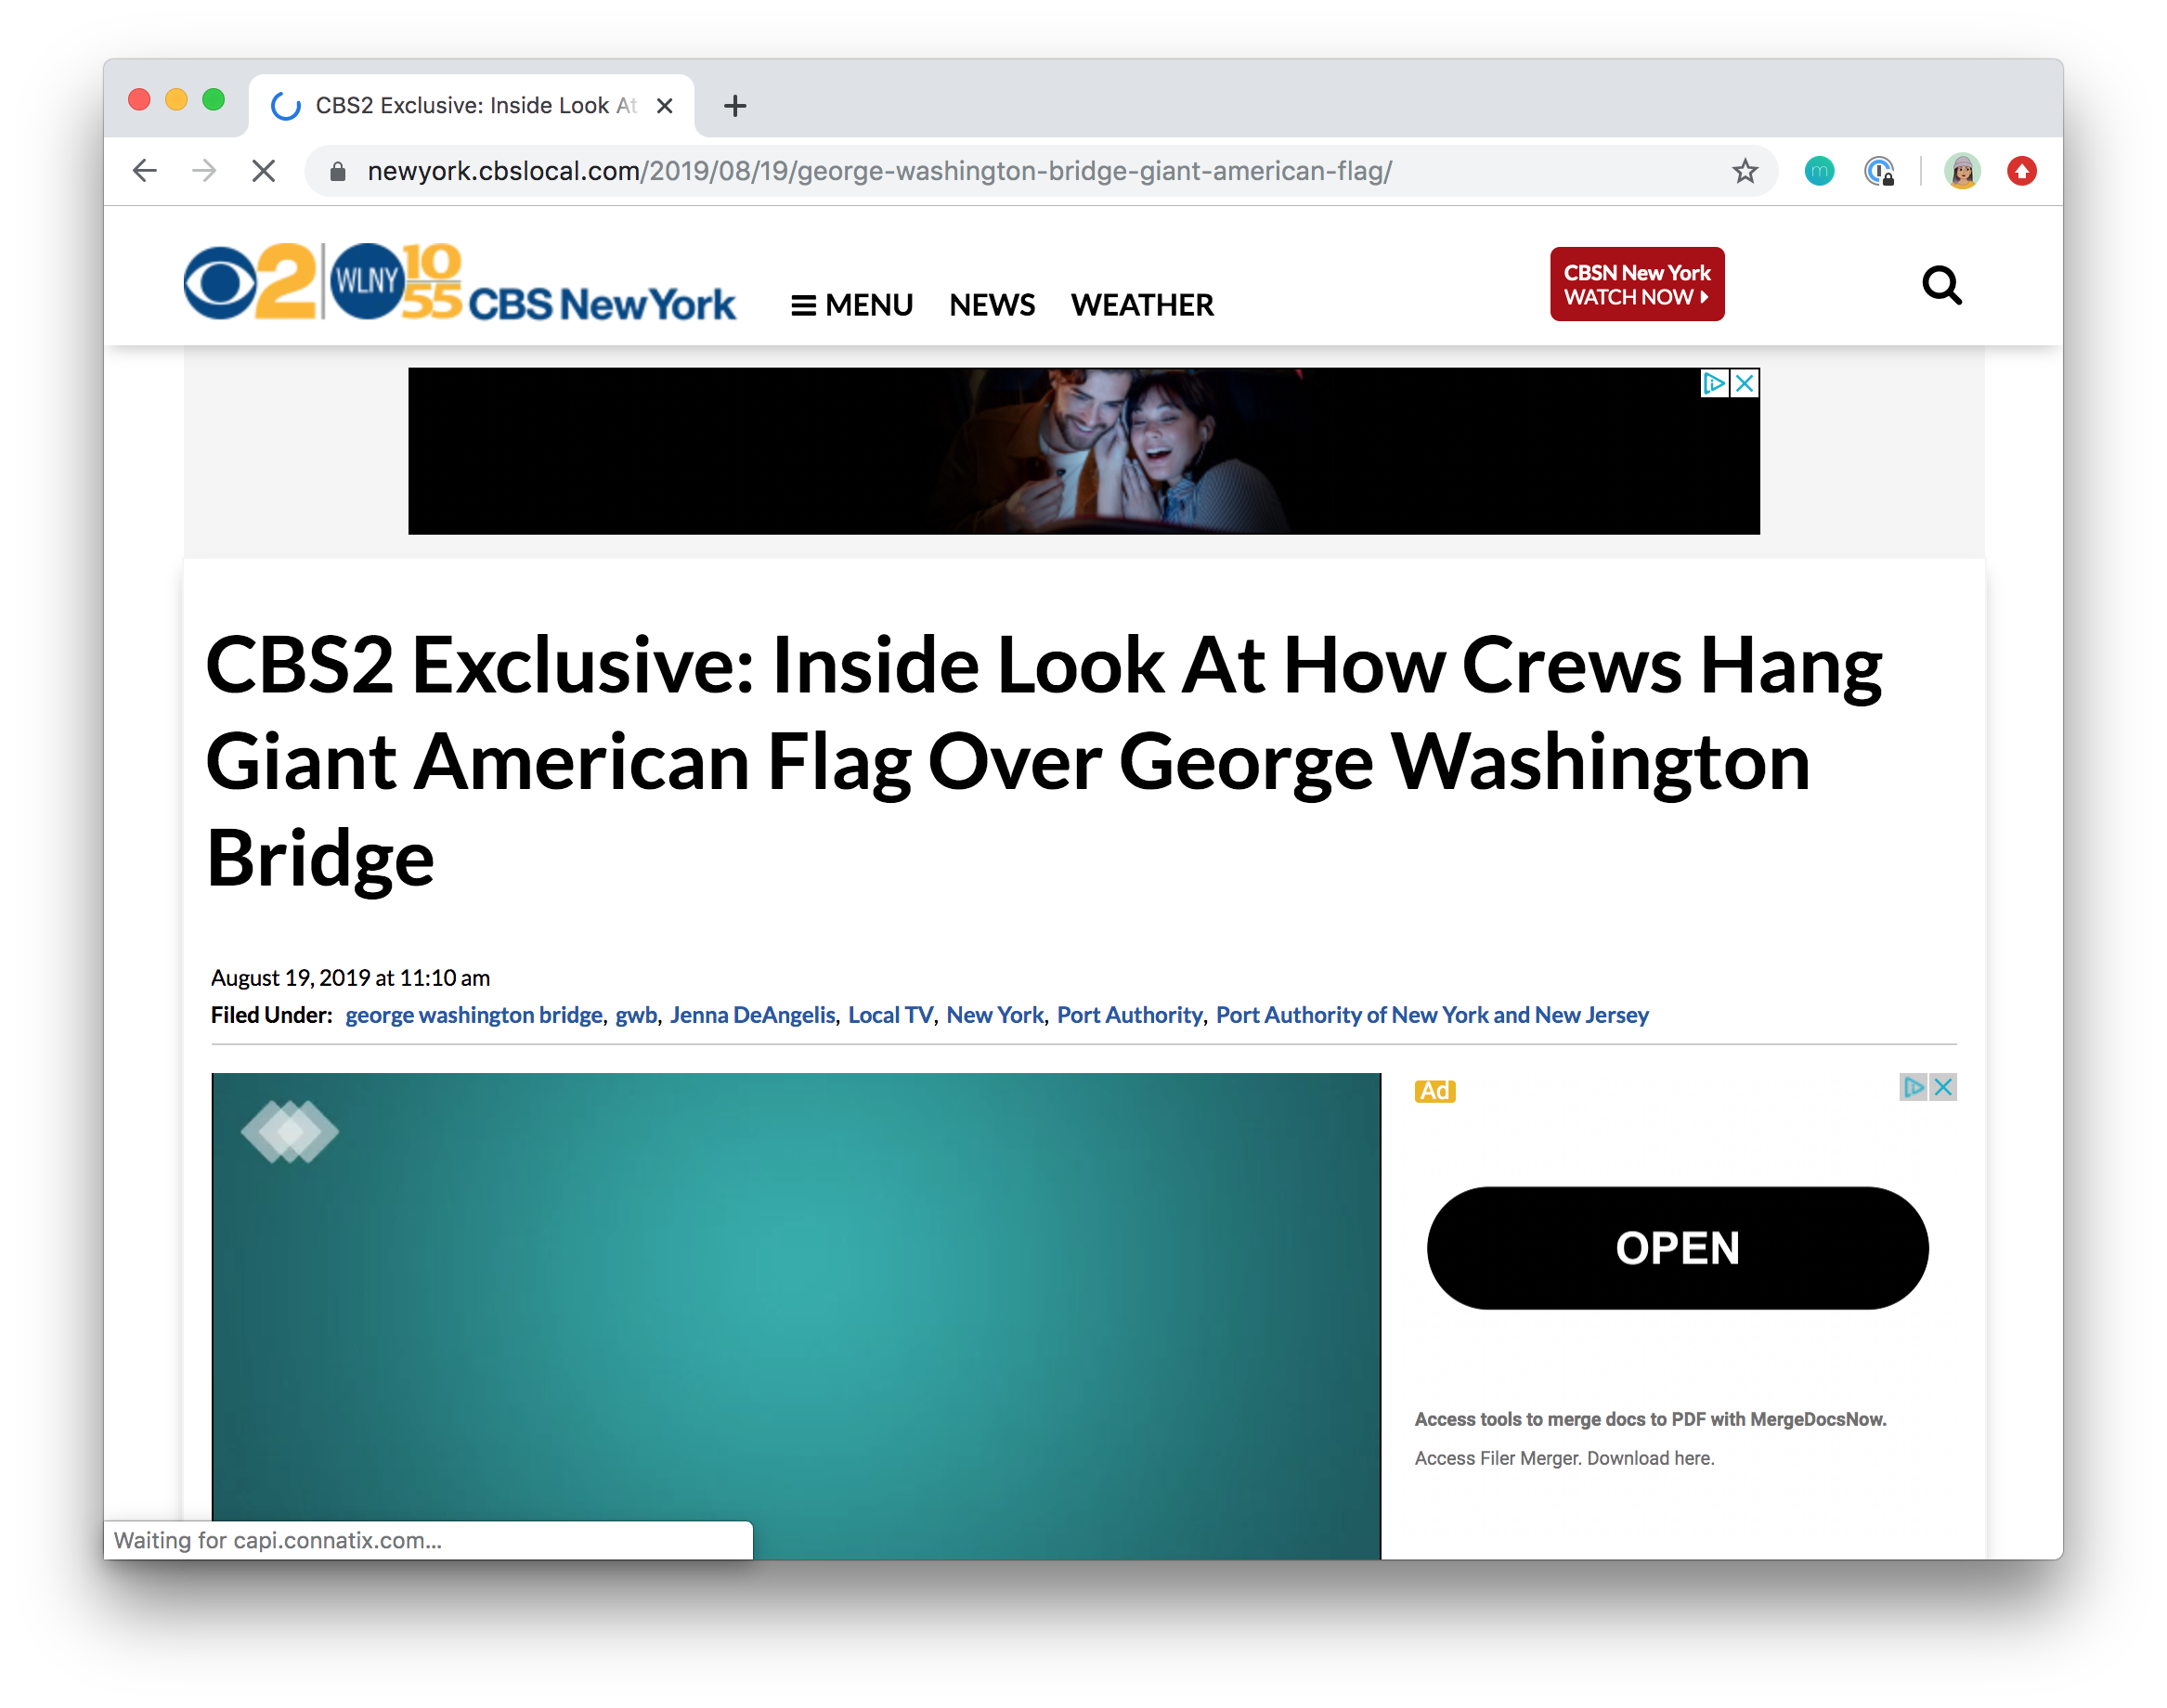 CBS2 Exclusive: Inside Look At
newyork.cbslocal.com/2019/08/19/george-washington-bridge-giant-american-flag/
m
2 WLNY 10 55 CBS New York
MENU NEWS WEATHER
CBSN New York
WATCH NOW
CBS2 Exclusive: Inside Look At How Crews Hang
Giant American Flag Over George Washington
Bridge
August 19, 2019 at 11:10 am
Filed Under: george washington bridge, gwb, Jenna DeAngelis, Local TV, New York, Port Authority, Port Authority of New York and New Jersey
Ad
OPEN
Access tools to merge docs to PDF with MergeDocsNow.
Access Filer Merger. Download here.
Waiting for capi.connatix.com...